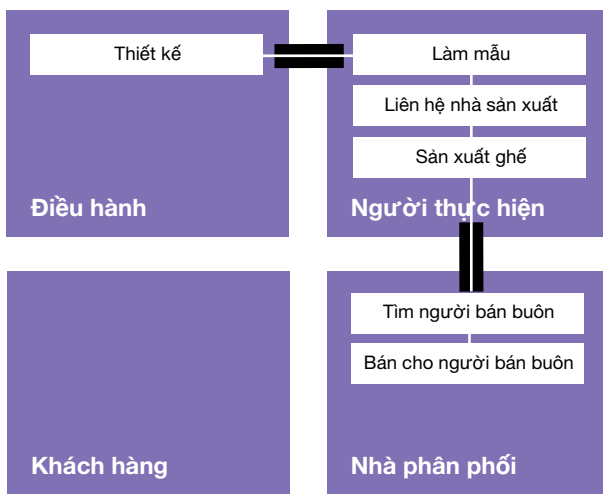 Thiết kế
Điều hành
Làm mẫu
Liên hệ nhà sản xuất
Sản xuất ghế
Người thực hiện
Khách hàng
Tìm người bán buôn
Bán cho người bán buôn
Nhà phân phối